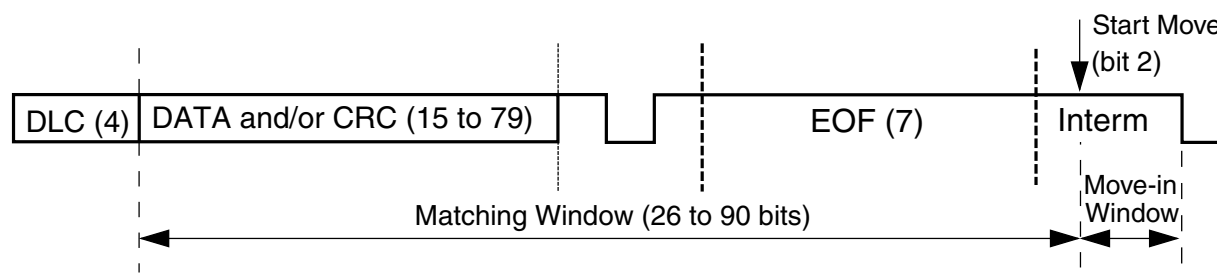 Start Move
(bit 2)
DLC (4)
DATA and/or CRC (15 to 79)
EOF (7)
Interm
Matching Window (26 to 90 bits)
Move-in
Window